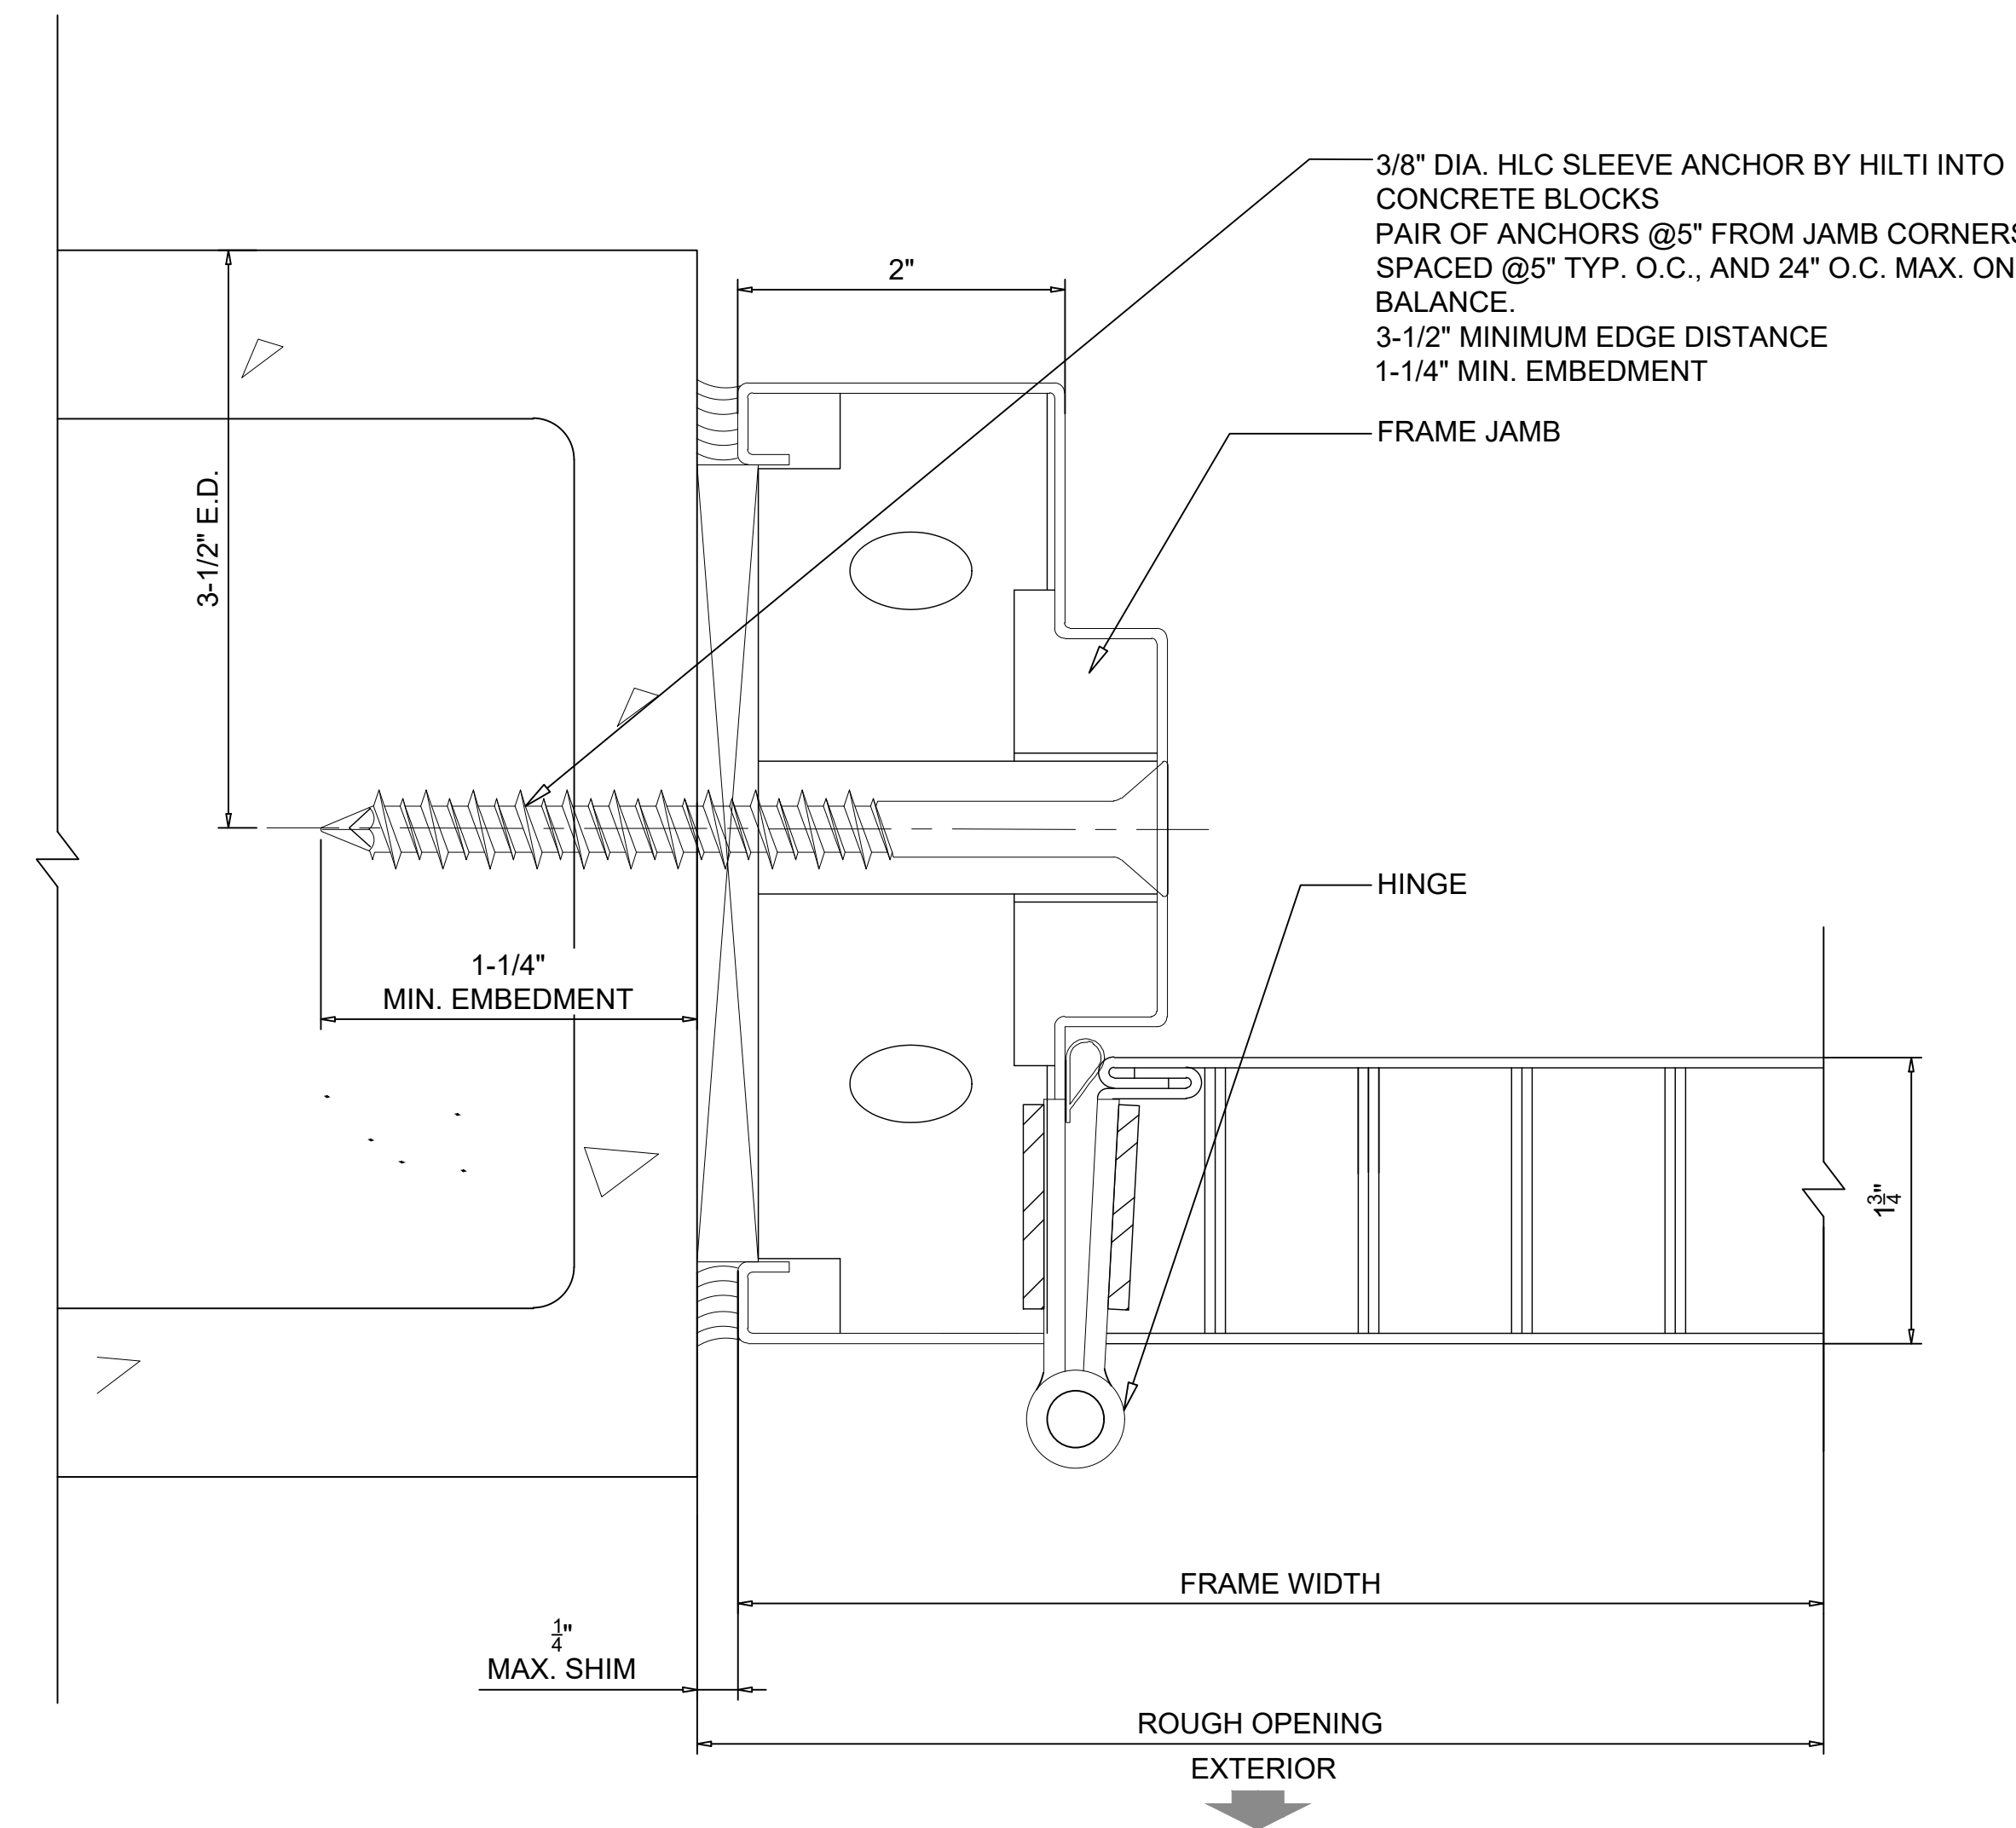 3/8" DIA. HLC SLEEVE ANCHOR BY HILTI INTO
CONCRETE BLOCKS
PAIR OF ANCHORS @5" FROM JAMB CORNERS
SPACED @5" TYP. O.C., AND 24" O.C. MAX. ON
BALANCE.
3-1/2" MINIMUM EDGE DISTANCE
1-1/4" MIN. EMBEDMENT
2"
FRAME JAMB
3-1/2" E.D.
HINGE
1-1/4"
MIN. EMBEDMENT
1 3/4"
FRAME WIDTH
1/4"
MAX. SHIM
ROUGH OPENING
EXTERIOR